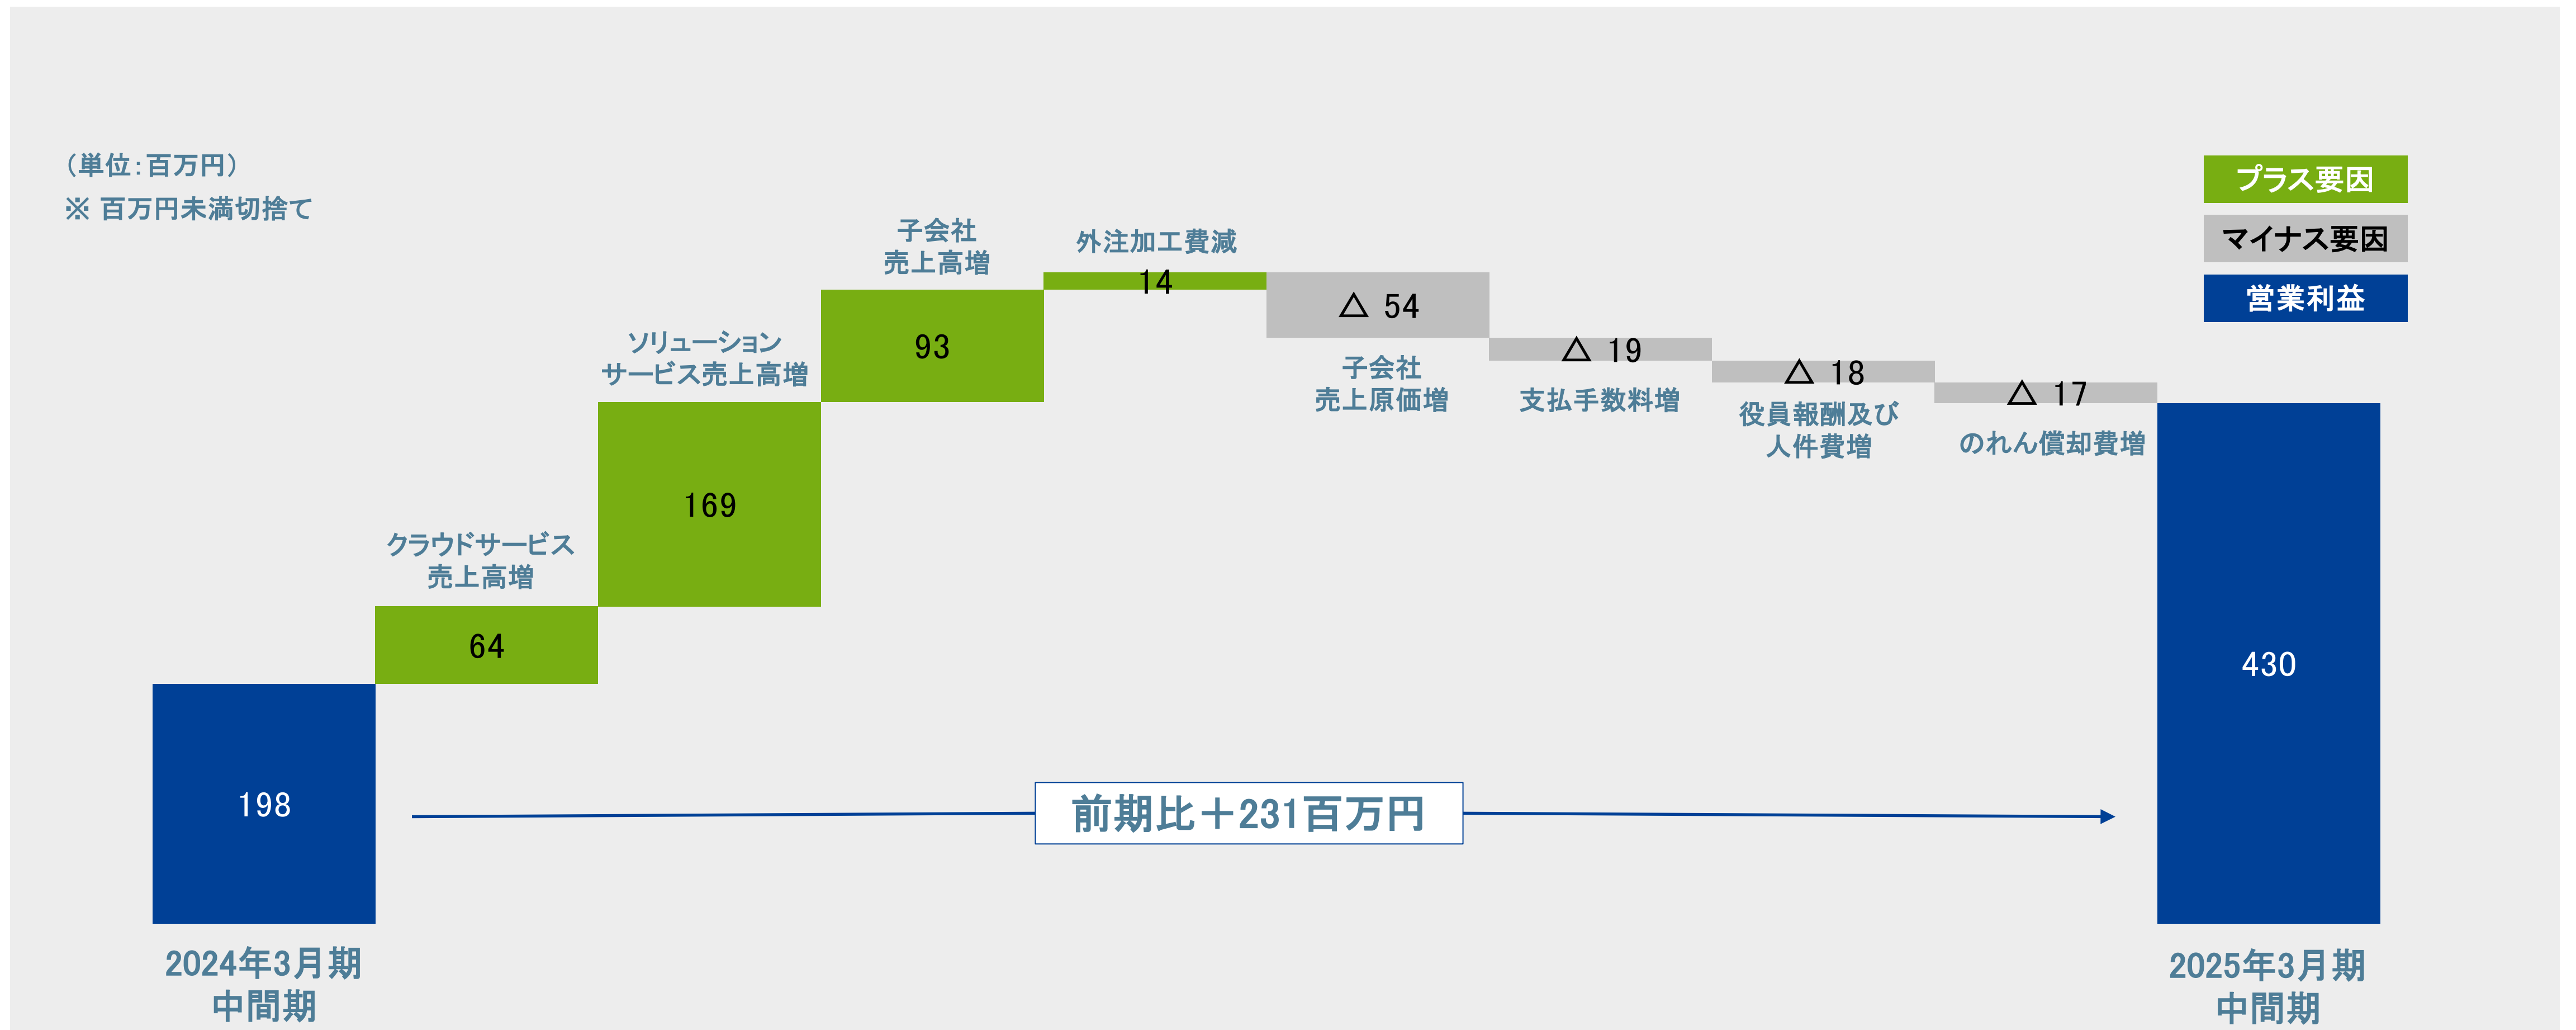 （単位：百万円）
※ 百万円未満切捨て
プラス要因
マイナス要因
営業利益
子会社
売上高増
外注加工費減
14
93
ソリューション
サービス売上高増
169
クラウドサービス
売上高増
64
△ 54
子会社
売上原価増
△ 19
支払手数料増
△ 18
役員報酬及び
人件費増
△ 17
のれん償却費増
198
430
前期比＋231百万円
2024年3月期
中間期
2025年3月期
中間期